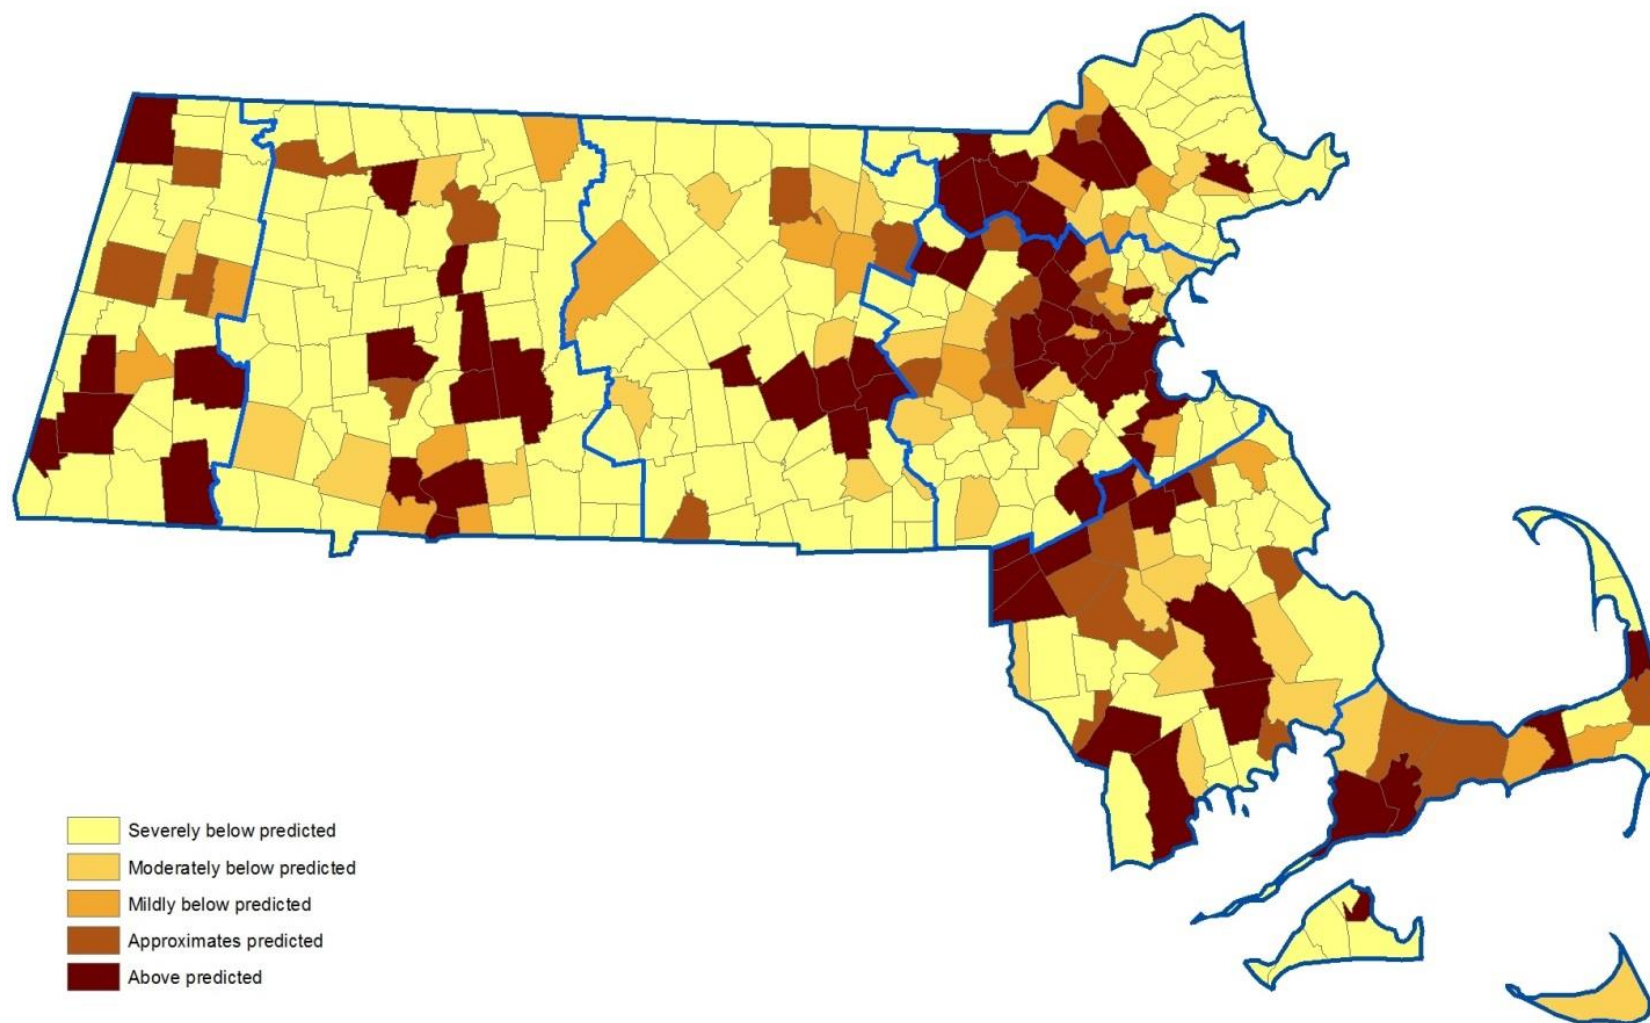 Severely below predicted
Moderately below predicted
Mildly below predicted
Approximates predicted
Above predicted